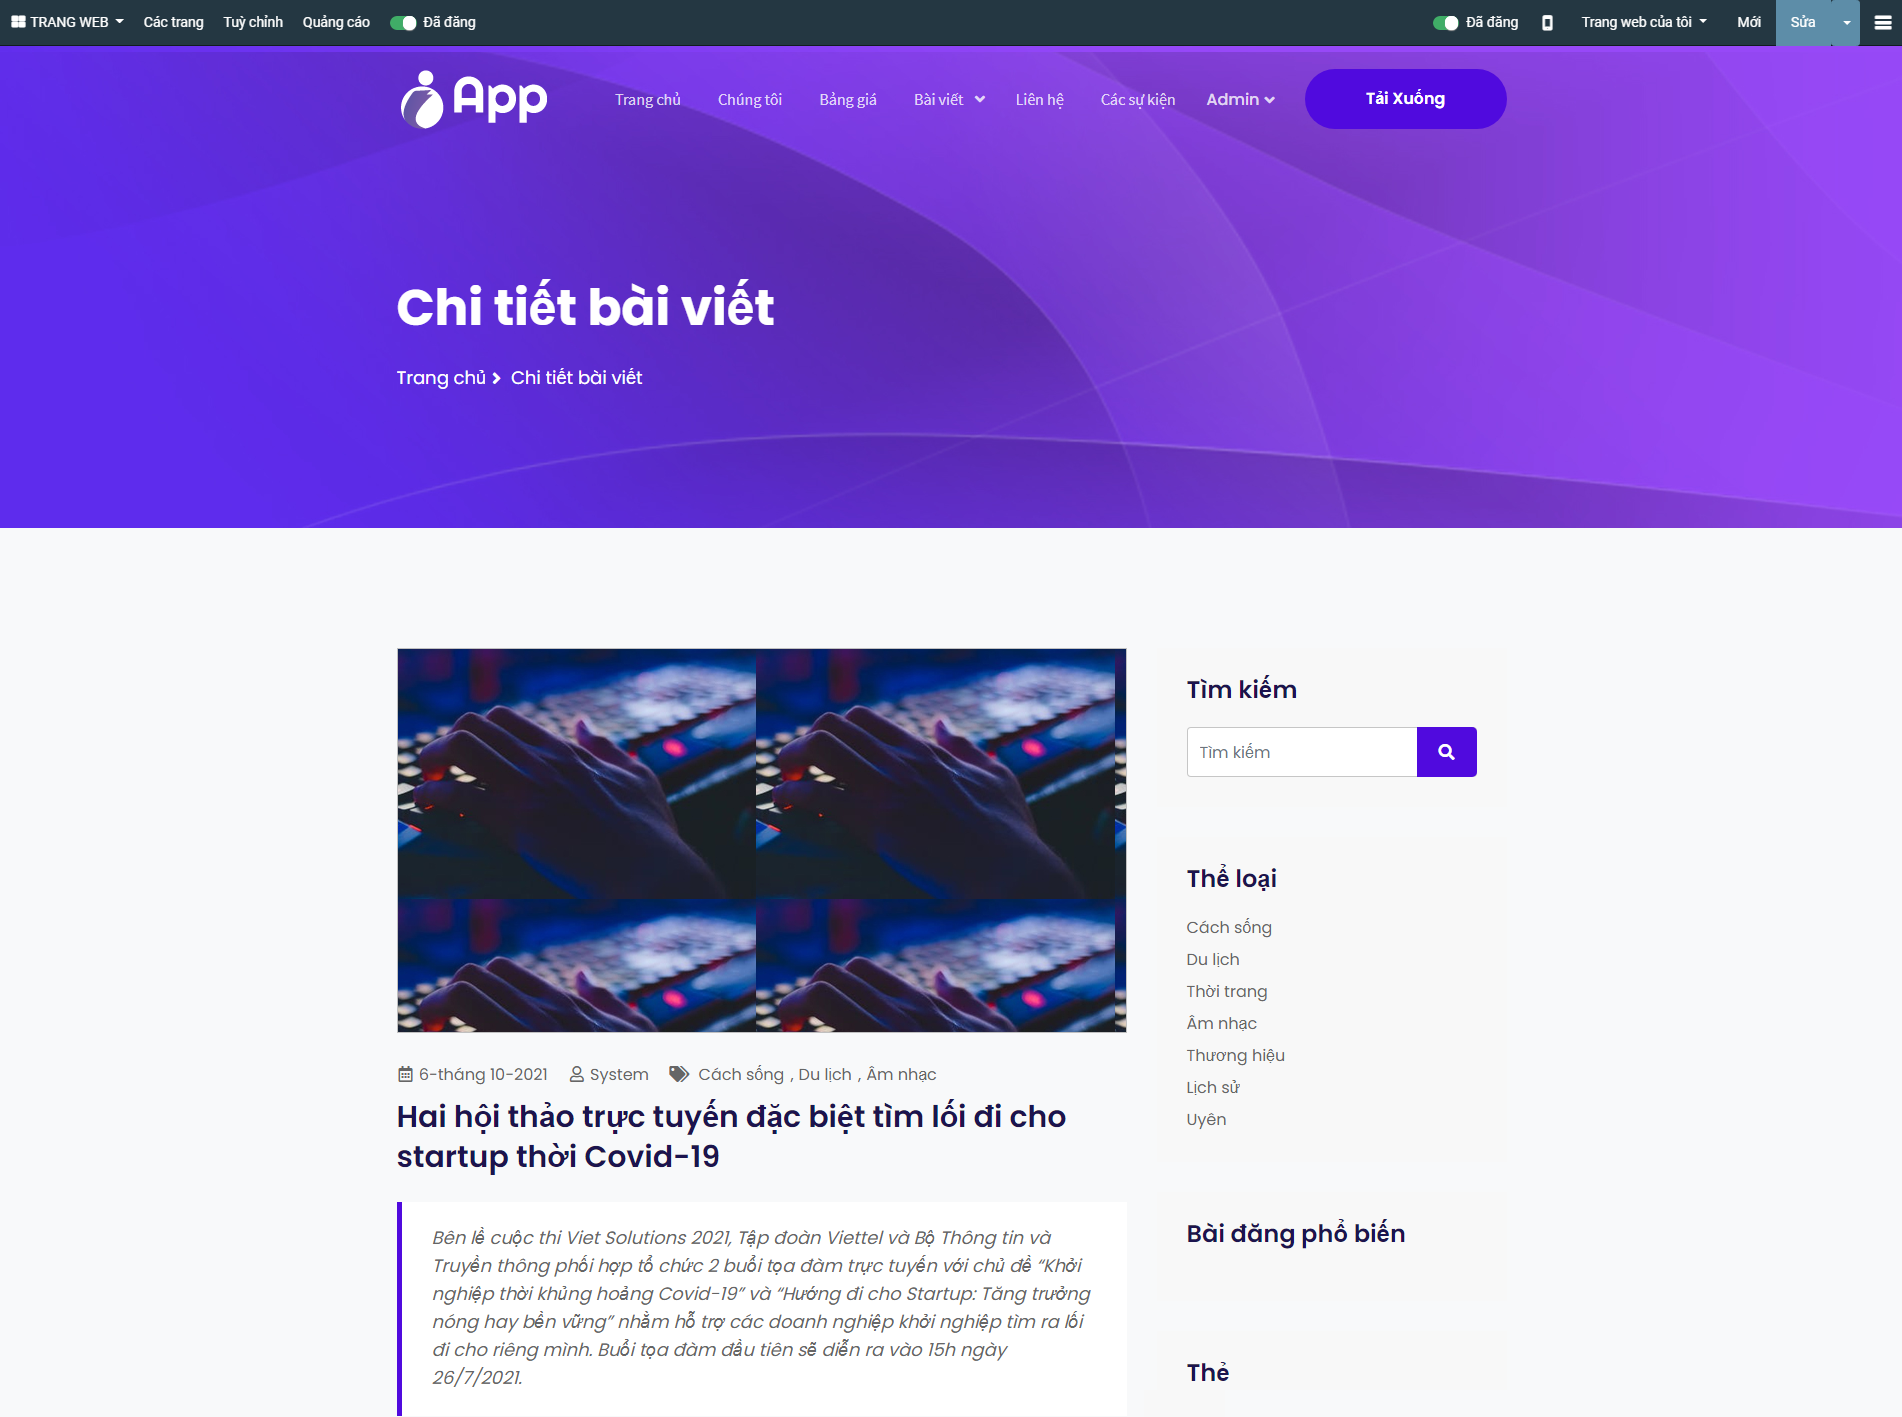 TRANG WEB Các trang Tuỳ chỉnh Quảng cáo Đã đăng Đã đăng Trang web của tôi Mới Sửa
App Trang chủ Chúng tôi Bảng giá Bài viết Liên hệ Các sự kiện Admin Tải Xuống
Chi tiết bài viết
Trang chủ Chi tiết bài viết
Tìm kiếm
Tìm kiếm
Thể loại
Cách sống
Du lịch
Thời trang
Âm nhạc
Thương hiệu
Lịch sử
Uyên
6-tháng 10-2021 System Cách sống , Du lịch , Âm nhạc
Hai hội thảo trực tuyến đặc biệt tìm lối đi cho
startup thời Covid-19
Bên lề cuộc thi Viet Solutions 2021, Tập đoàn Viettel và Bộ Thông tin và
Truyền thông phối hợp tổ chức 2 buổi tọa đàm trực tuyến với chủ đề “Khởi
nghiệp thời khủng hoảng Covid-19” và “Hướng đi cho Startup: Tăng trưởng
nóng hay bền vững” nhằm hỗ trợ các doanh nghiệp khởi nghiệp tìm ra lối
đi cho riêng mình. Buổi tọa đàm đầu tiên sẽ diễn ra vào 15h ngày
26/7/2021.
Bài đăng phổ biến
Thẻ